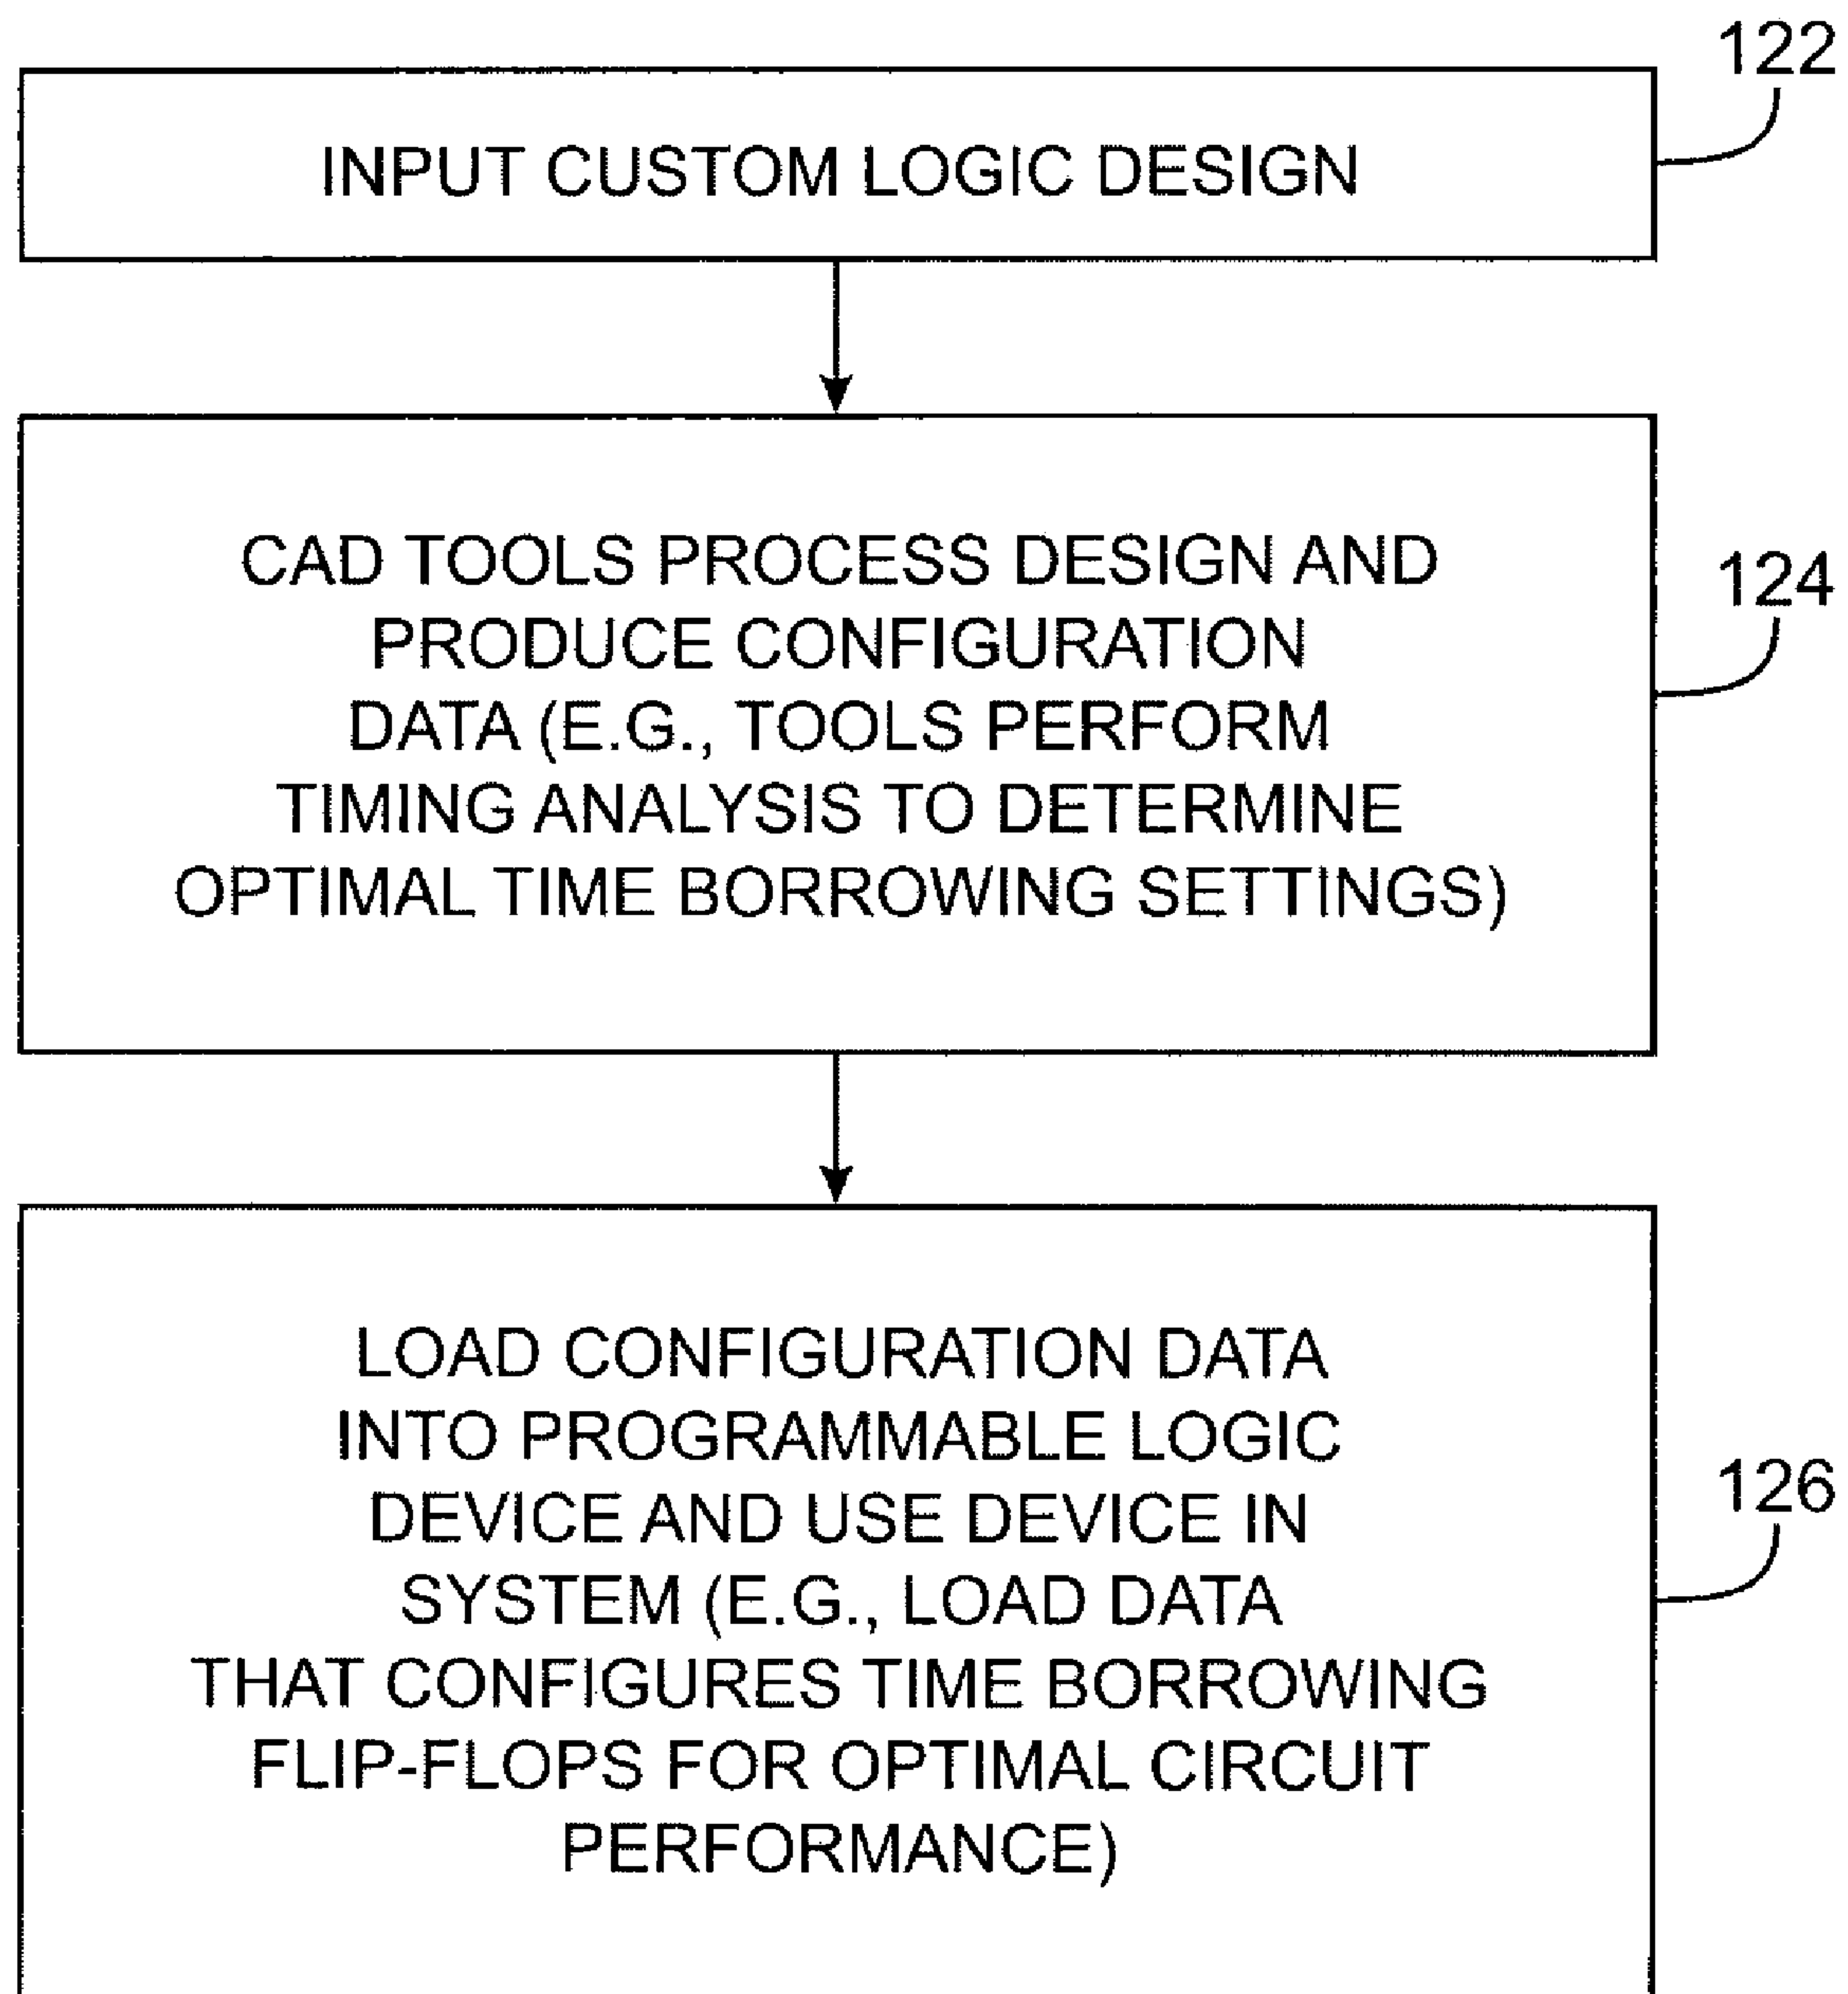 122
INPUT CUSTOM LOGIC DESIGN
CAD TOOLS PROCESS DESIGN AND
PRODUCE CONFIGURATION
DATA (E.G., TOOLS PERFORM
TIMING ANALYSIS TO DETERMINE
OPTIMAL TIME BORROWING SETTINGS)
124
LOAD CONFIGURATION DATA
INTO PROGRAMMABLE LOGIC
DEVICE AND USE DEVICE IN
SYSTEM (E.G., LOAD DATA
THAT CONFIGURES TIME BORROWING
FLIP-FLOPS FOR OPTIMAL CIRCUIT
PERFORMANCE)
126